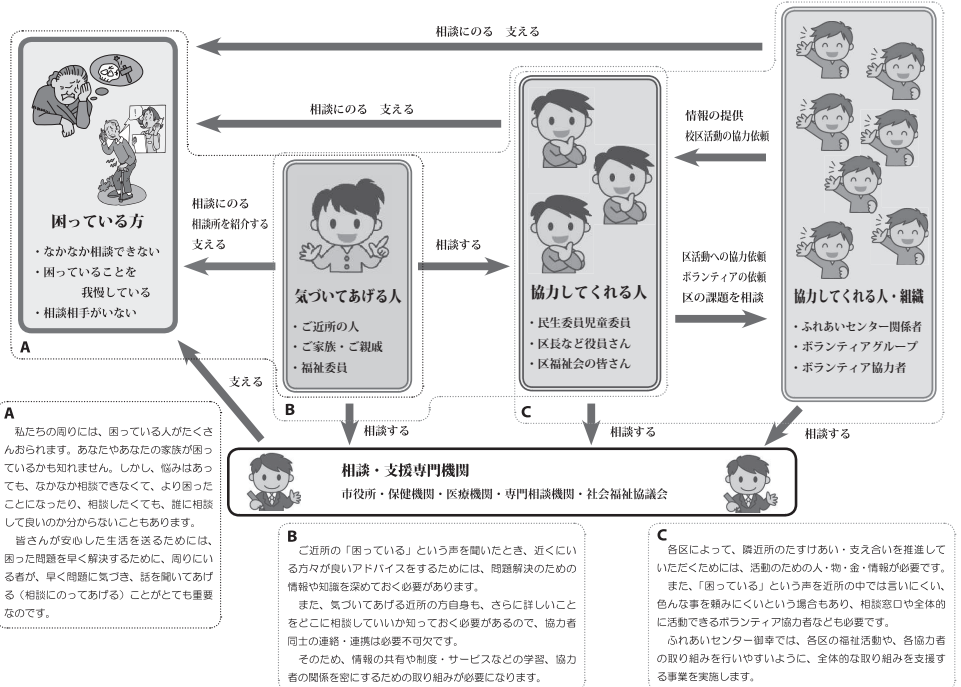 相談にのる 支える
相談にのる 支える
情報の提供
校区活動の協力依頼
困っている方
・なかなか相談できない
・困っていることを
我慢している
・相談相手がいない
A
相談にのる
相談所を紹介する
支える
気づいてあげる人
・ご近所の人
・ご家族・ご親戚
・福祉委員
B
相談する
協力してくれる人
・民生委員児童委員
・区長など役員さん
・区福祉会の皆さん
C
区活動への協力依頼
ボランティアの依頼
区の課題を相談
協力してくれる人・組織
・ふれあいセンター関係者
・ボランティアグループ
・ボランティア協力者
支える
相談する
相談する
相談する
相談・支援専門機関
市役所・保健機関・医療機関・専門相談機関・社会福祉協議会
A
私たちの周りには、困っている人がたくさ
んおられます。あなたやあなたの家族が困っ
ているかも知れません。しかし、悩みはあっ
ても、なかなか相談できなくて、より困った
ことになったり、相談したくても、誰に相談
して良いのか分からないこともあります。
皆さんが安心した生活を送るためには、
困った問題を早く解決するために、周りにい
る者が、早く問題に気づき、話を聞いてあげ
る（相談にのってあげる）ことがとても重要
なのです。
B
ご近所の「困っている」という声を聞いたとき、近くにい
る方々が良いアドバイスをするためには、問題解決のための
情報や知識を深めておく必要があります。
また、気づいてあげる近所の方自身も、さらに詳しいこと
をどこに相談していいか知っておく必要があるので、協力者
同士の連絡・連携は必要不可欠です。
そのため、情報の共有や制度・サービスなどの学習、協力
者の関係を密にするための取り組みが必要になります。
C
各区によって、隣近所のたすけあい・支え合いを推進して
いただくためには、活動のための人・物・金・情報が必要です。
また、「困っている」という声を近所の中では言いにくい、
色んな事を頼みにくいという場合もあり、相談窓口や全体的
に活動できるボランティア協力者なども必要です。
ふれあいセンター御幸では、各区の福祉活動や、各協力者
の取り組みを行いやすいように、全体的な取り組みを支援す
る事業を実施します。